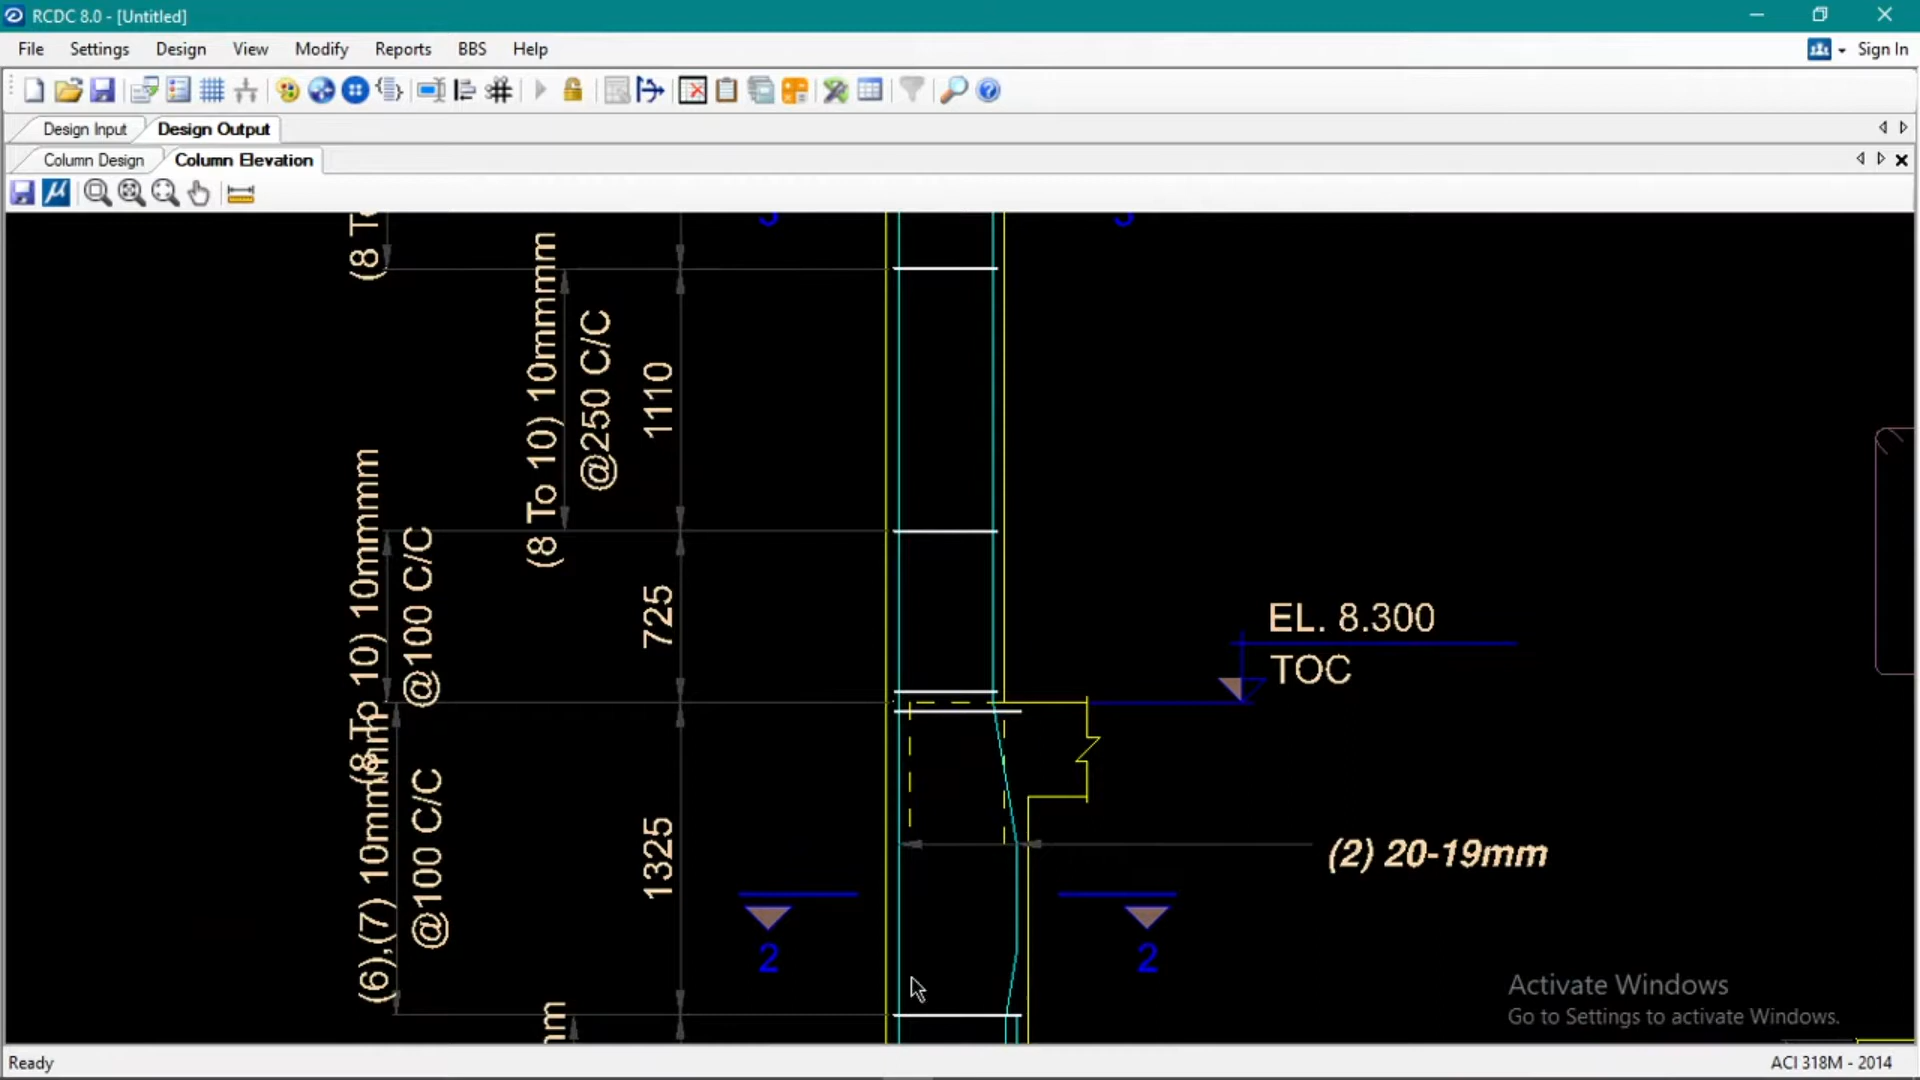 RCDC 8.0 - [Untitled]
File Settings Design View Modify Reports BBS Help
Sign In
Design Input Design Output
Column Design Column Elevation
(8 To 10) 10mmmm
@250 C/C
1110
(8 To 10) 10mmmm
@100 C/C
725
EL. 8.300
TOC
(6),(7) 10mmmm
@100 C/C
1325
(2) 20-19mm
2
2
Activate Windows
Go to Settings to activate Windows.
Ready
ACI 318M - 2014